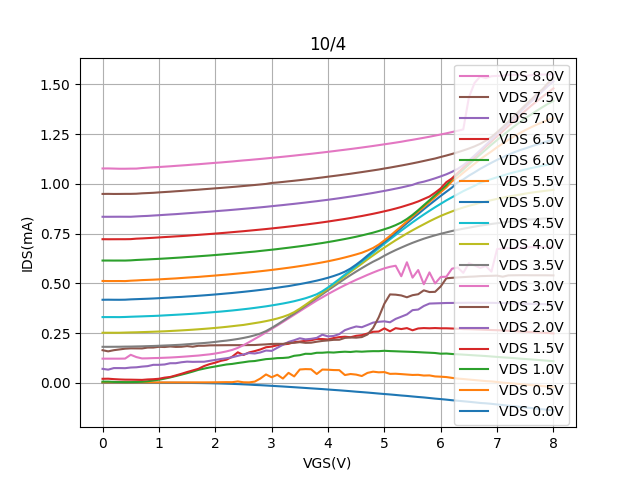 10/4
IDS(mA)
1.50
1.25
1.00
0.75
0.50
0.25
0.00
0 1 2 3 4 5 6 7 8
VGS(V)
VDS 8.0V
VDS 7.5V
VDS 7.0V
VDS 6.5V
VDS 6.0V
VDS 5.5V
VDS 5.0V
VDS 4.5V
VDS 4.0V
VDS 3.5V
VDS 3.0V
VDS 2.5V
VDS 2.0V
VDS 1.5V
VDS 1.0V
VDS 0.5V
VDS 0.0V